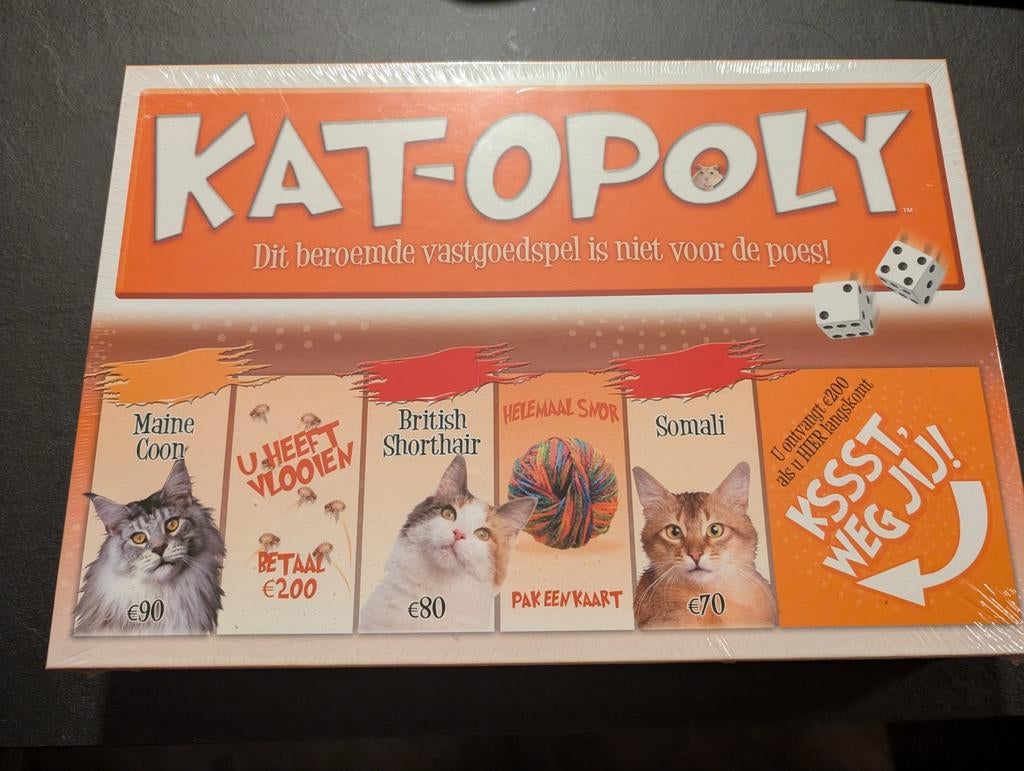 KAT-OPOLY™
Dit beroemde vastgoedspel is niet voor de poes!
Maine
Coon
€90
U HEEFT
VLOOIEN
BETAAL
€200
British
Shorthair
€80
HELEMAAL SNOR
PAK EEN KAART
Somali
€70
U ontvangt €200
als u HIER langskomt
KSSST,
WEG JIJ!